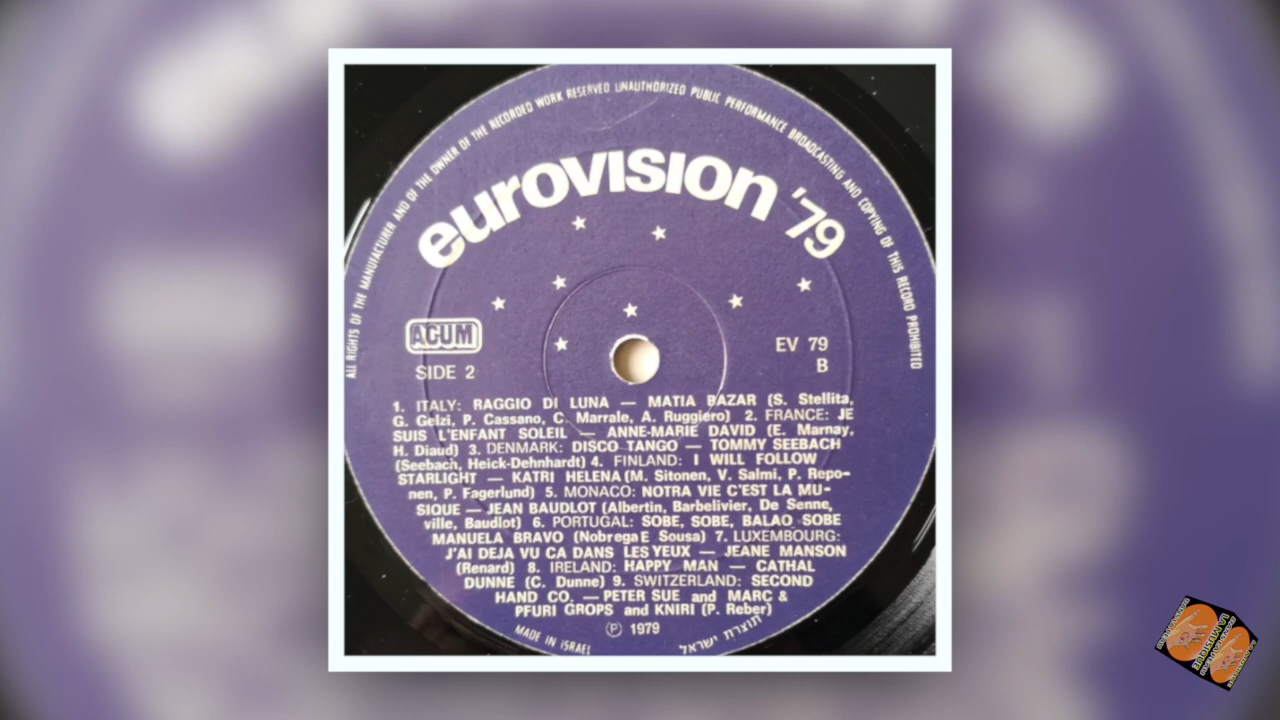 ALL RIGHTS OF THE MANUFACTURER AND OF THE OWNER OF THE RECORDED WORK RESERVED UNAUTHORIZED PUBLIC PERFORMANCE BROADCASTING AND COPYING OF THIS RECORD PROHIBITED
eurovision '79
ACUM
SIDE 2
EV 79
B
1. ITALY: RAGGIO DI LUNA — MATIA BAZAR (S. Stellita,
G. Gelzi, P. Cassano, C. Marrale, A. Ruggiero) 2. FRANCE: JE
SUIS L'ENFANT SOLEIL — ANNE-MARIE DAVID (E. Marnay,
H. Diaud) 3. DENMARK: DISCO TANGO — TOMMY SEEBACH
(Seebach, Heick-Dehnhardt) 4. FINLAND: I WILL FOLLOW
STARLIGHT — KATRI HELENA (M. Sitonen, V. Salmi, P. Repo-
nen, P. Fagerlund) 5. MONACO: NOTRA VIE C'EST LA MU-
SIQUE — JEAN BAUDLOT (Albertin, Barbelivier, De Senne,
ville, Baudlot) 6. PORTUGAL: SOBE, SOBE, BALAO SOBE
MANUELA BRAVO (Nobrega E Sousa) 7. LUXEMBOURG:
J'AI DEJA VU CA DANS LES YEUX — JEANE MANSON
(Renard) 8. IRELAND: HAPPY MAN — CATHAL
DUNNE (C. Dunne) 9. SWITZERLAND: SECOND
HAND CO. — PETER SUE and MARC &
PFURI GROPS and KNIRI (P. Reber)
Ⓟ 1979
MADE IN ISRAEL
תוצרת ישראל
LA MUSIQUE